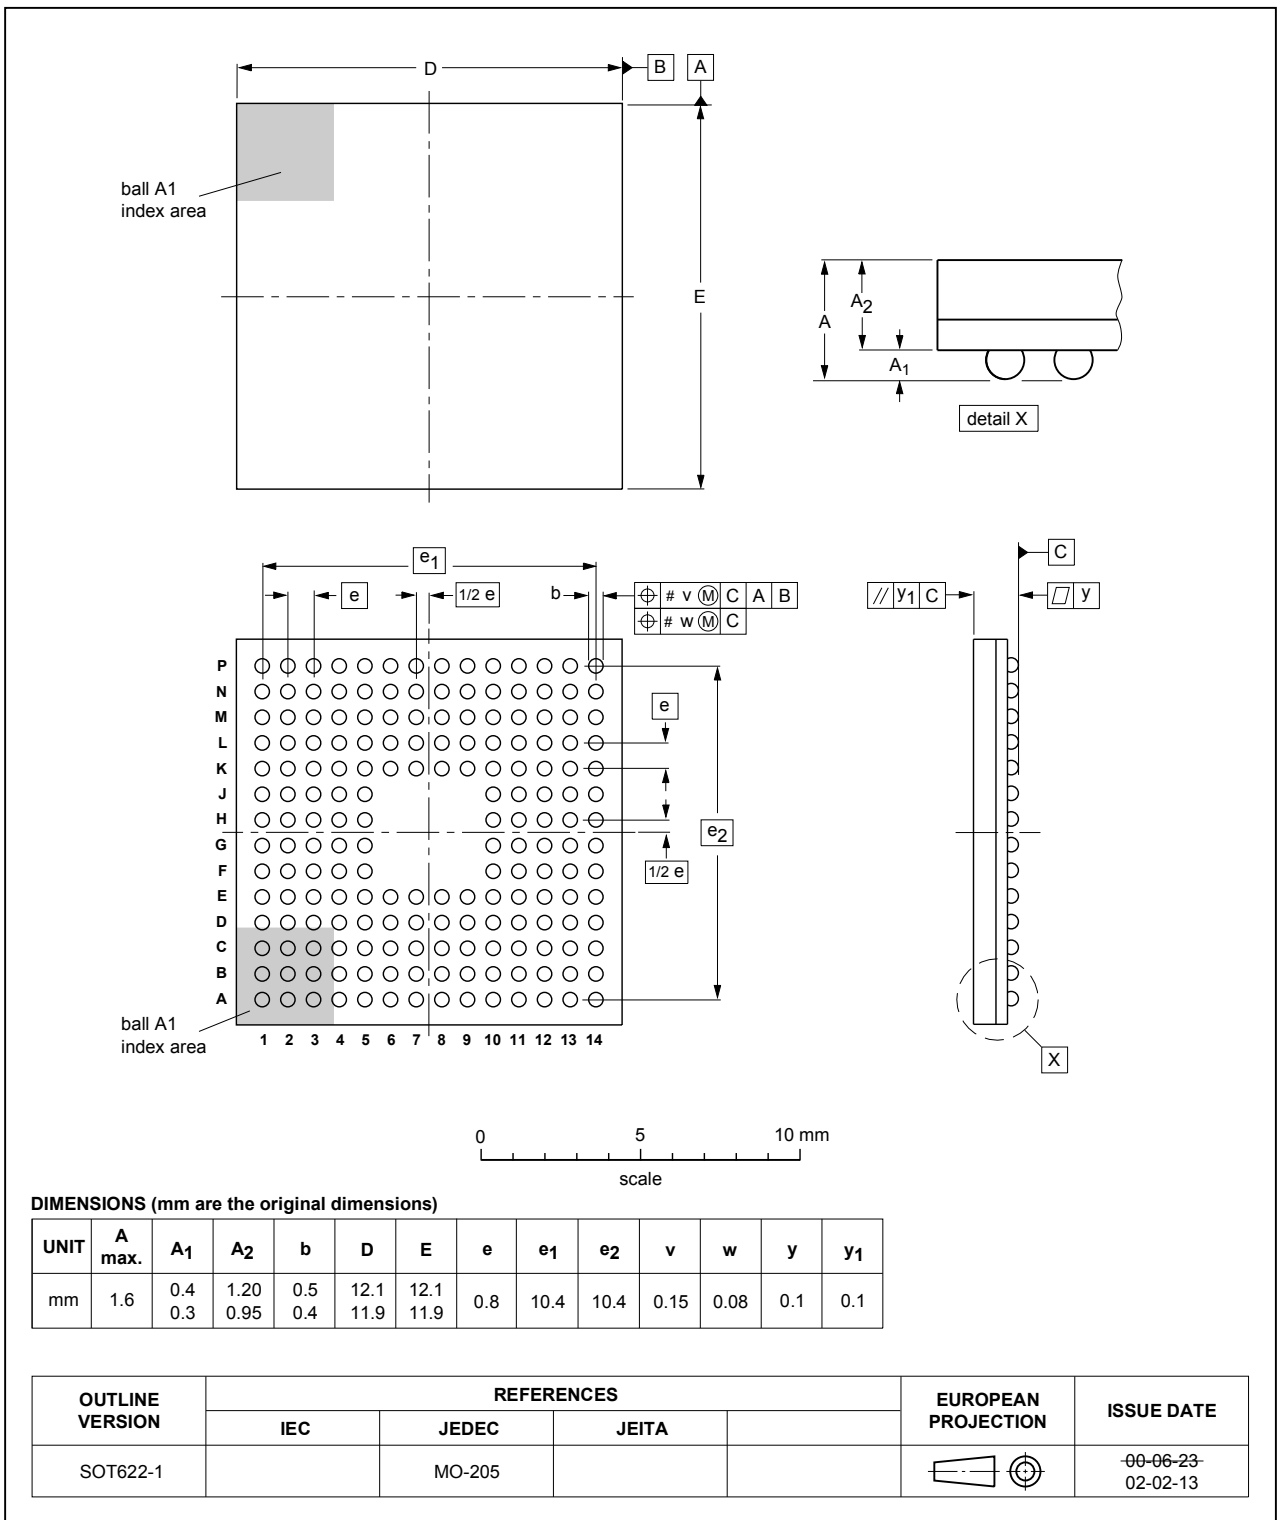 D
B
A
ball A1
index area
E
A
A2
A1
detail X
e1
e
1/2 e
b
# v M C A B
# w M C
y1 C
y
C
P
N
M
L
K
J
H
G
F
E
D
C
B
A
e
e2
1/2 e
ball A1
index area
1 2 3 4 5 6 7 8 9 10 11 12 13 14
X
0 5 10 mm
scale
DIMENSIONS (mm are the original dimensions)
UNIT A max. A1 A2 b D E e e1 e2 v w y y1
mm 1.6 0.4 0.3 1.20 0.95 0.5 0.4 12.1 11.9 12.1 11.9 0.8 10.4 10.4 0.15 0.08 0.1 0.1
OUTLINE VERSION REFERENCES EUROPEAN PROJECTION ISSUE DATE
IEC JEDEC JEITA
SOT622-1 MO-205 00-06-23
02-02-13